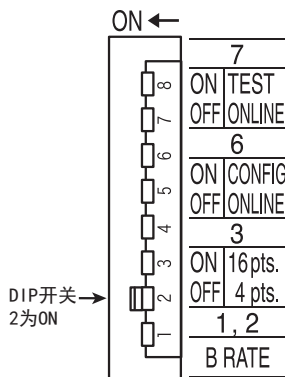 ON ←
8
7
6
5
4
3
2
1
DIP开关→
2为ON
7
ON TEST
OFF ONLINE
6
ON CONFIG
OFF ONLINE
3
ON 16pts.
OFF 4 pts.
1, 2
B RATE